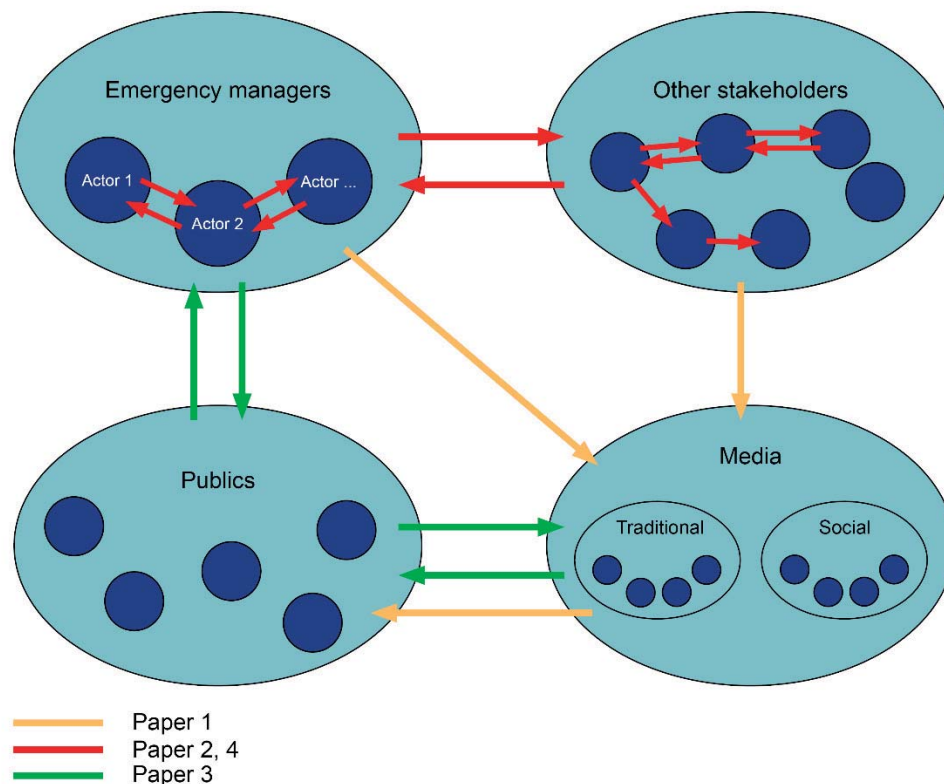 Emergency managers
Other stakeholders
Actor 1
Actor 2
Actor ...
Publics
Media
Traditional
Social
Paper 1
Paper 2, 4
Paper 3